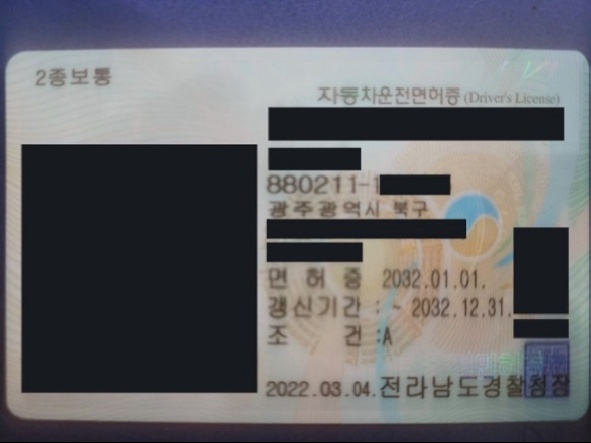 2종보통
자동차운전면허증 (Driver's License)
880211-1
광주광역시 북구
면 허 증 2032.01.01.
갱신기간 : ~ 2032.12.31.
조 건 :A
2022.03.04. 전라남도경찰청장